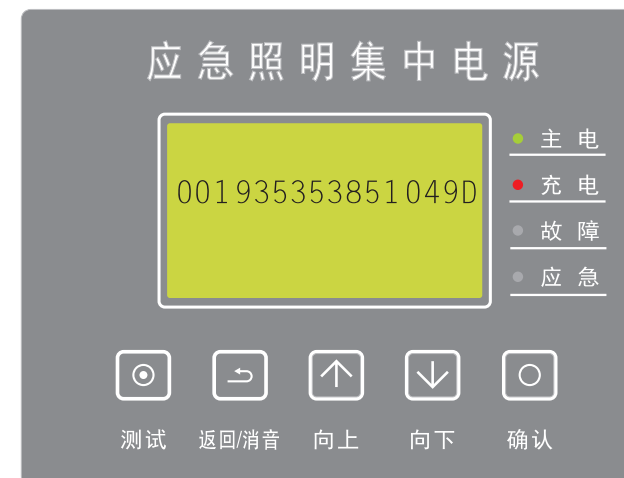 应急照明集中电源
001935353851049D
主电
充电
故障
应急
测试 返回/消音 向上 向下 确认